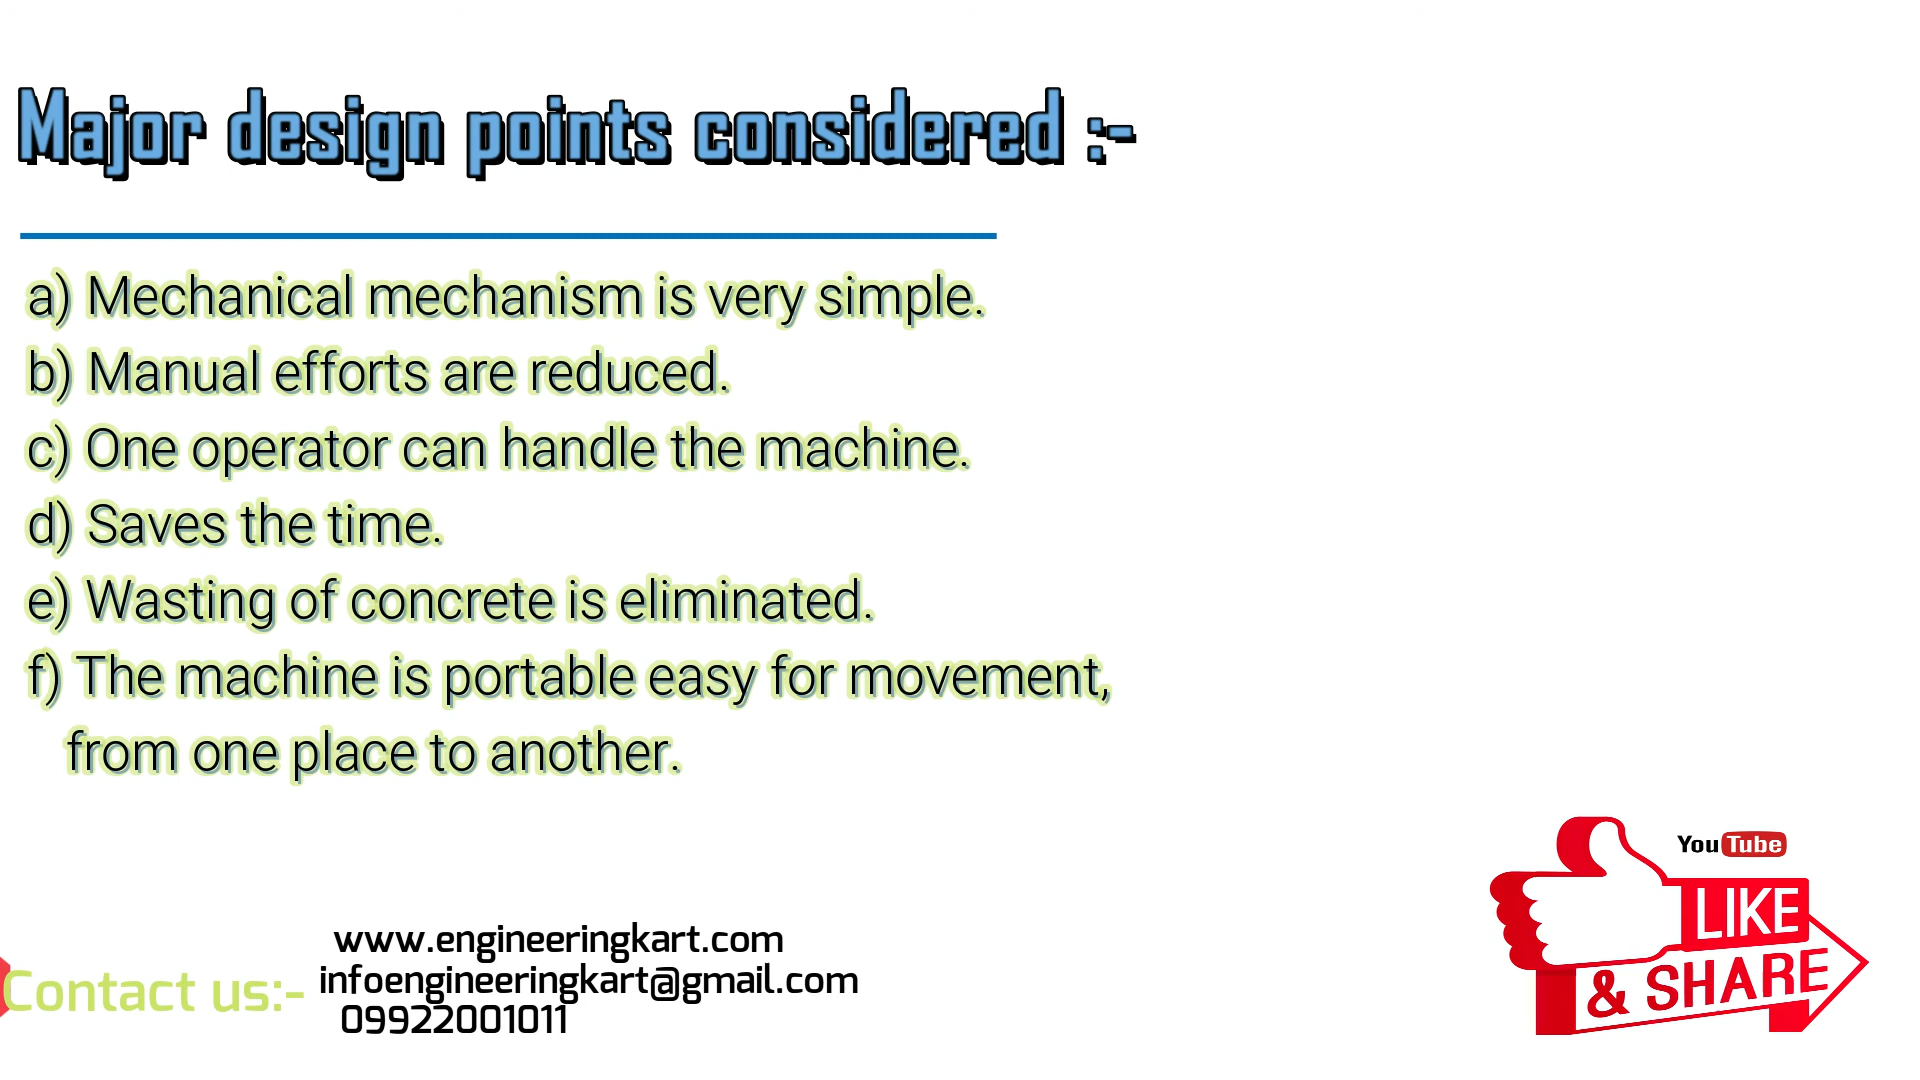 Major design points considered :-
a) Mechanical mechanism is very simple.
b) Manual efforts are reduced.
c) One operator can handle the machine.
d) Saves the time.
e) Wasting of concrete is eliminated.
f) The machine is portable easy for movement,
from one place to another.
YouTube
LIKE
& SHARE
www.engineeringkart.com
Contact us:- infoengineeringkart@gmail.com
09922001011